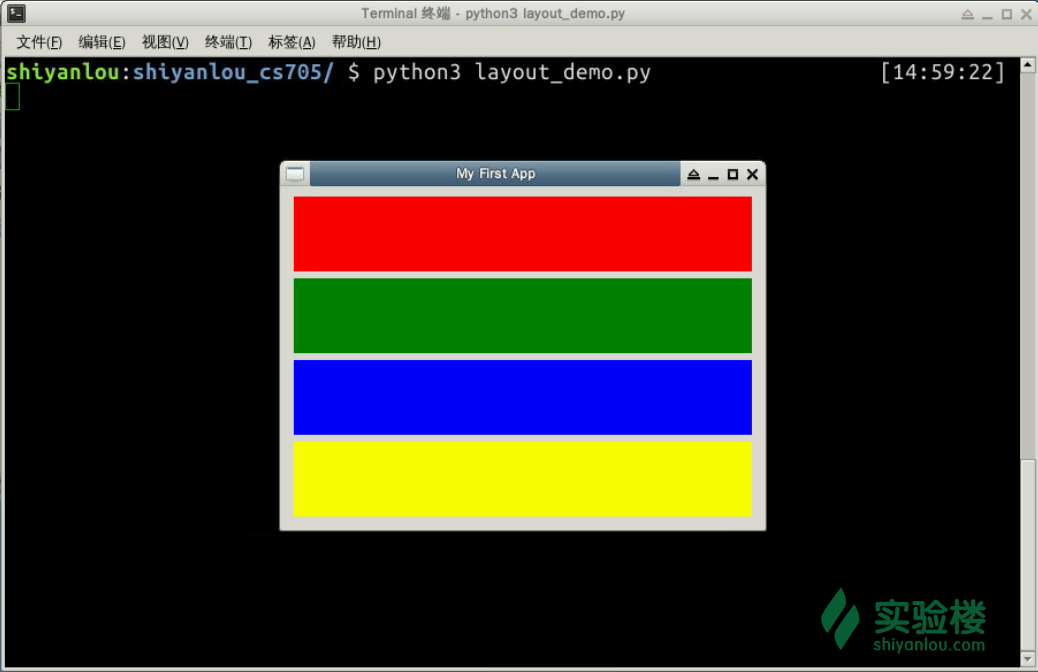 Terminal 终端 - python3 layout_demo.py
文件(F) 编辑(E) 视图(V) 终端(T) 标签(A) 帮助(H)
shiyanlou:shiyanlou_cs705/ $ python3 layout_demo.py [14:59:22]
My First App
实验楼
shiyanlou.com